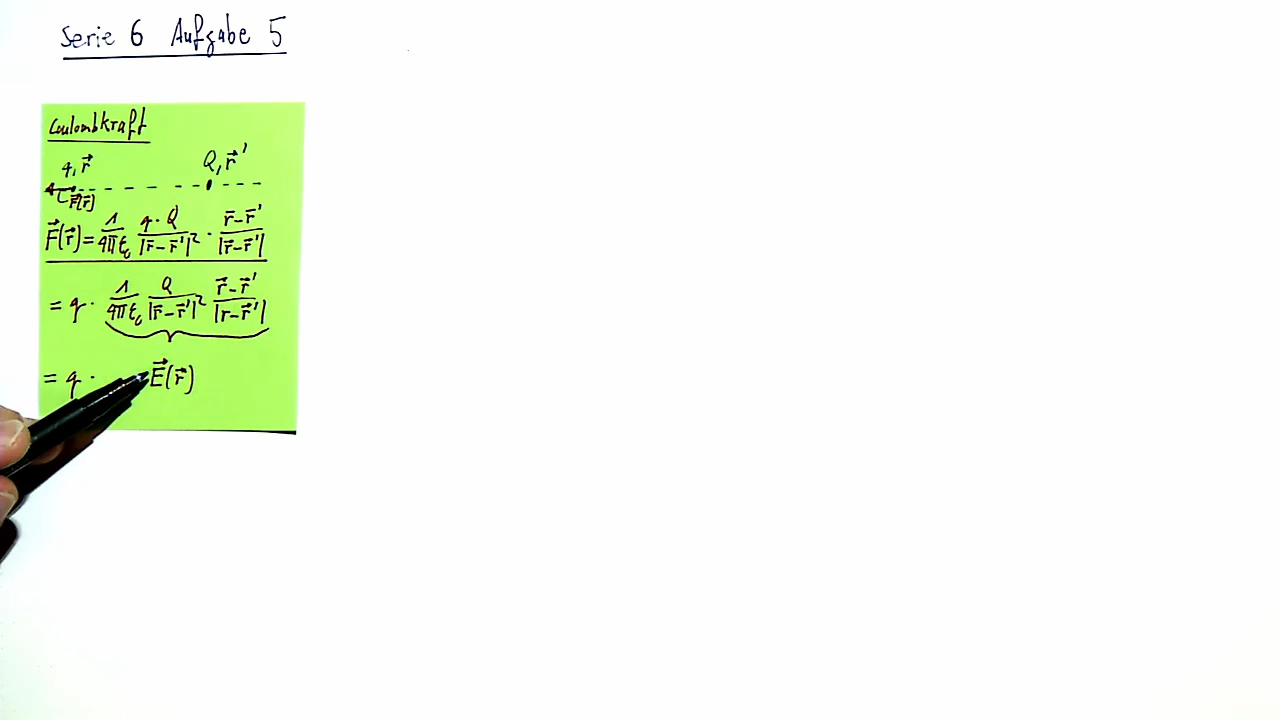 Serie 6 Aufgabe 5
Coulombkraft
q, r⃗ Q, r⃗'
F⃗(r⃗)
F⃗(r⃗) = 1/(4πε₀) (q · Q)/|r⃗ - r⃗'|² · (r⃗ - r⃗')/|r⃗ - r⃗'|
= q · 1/(4πε₀) Q/|r⃗ - r⃗'|² (r⃗ - r⃗')/|r - r⃗'|
= q · E⃗(r⃗)